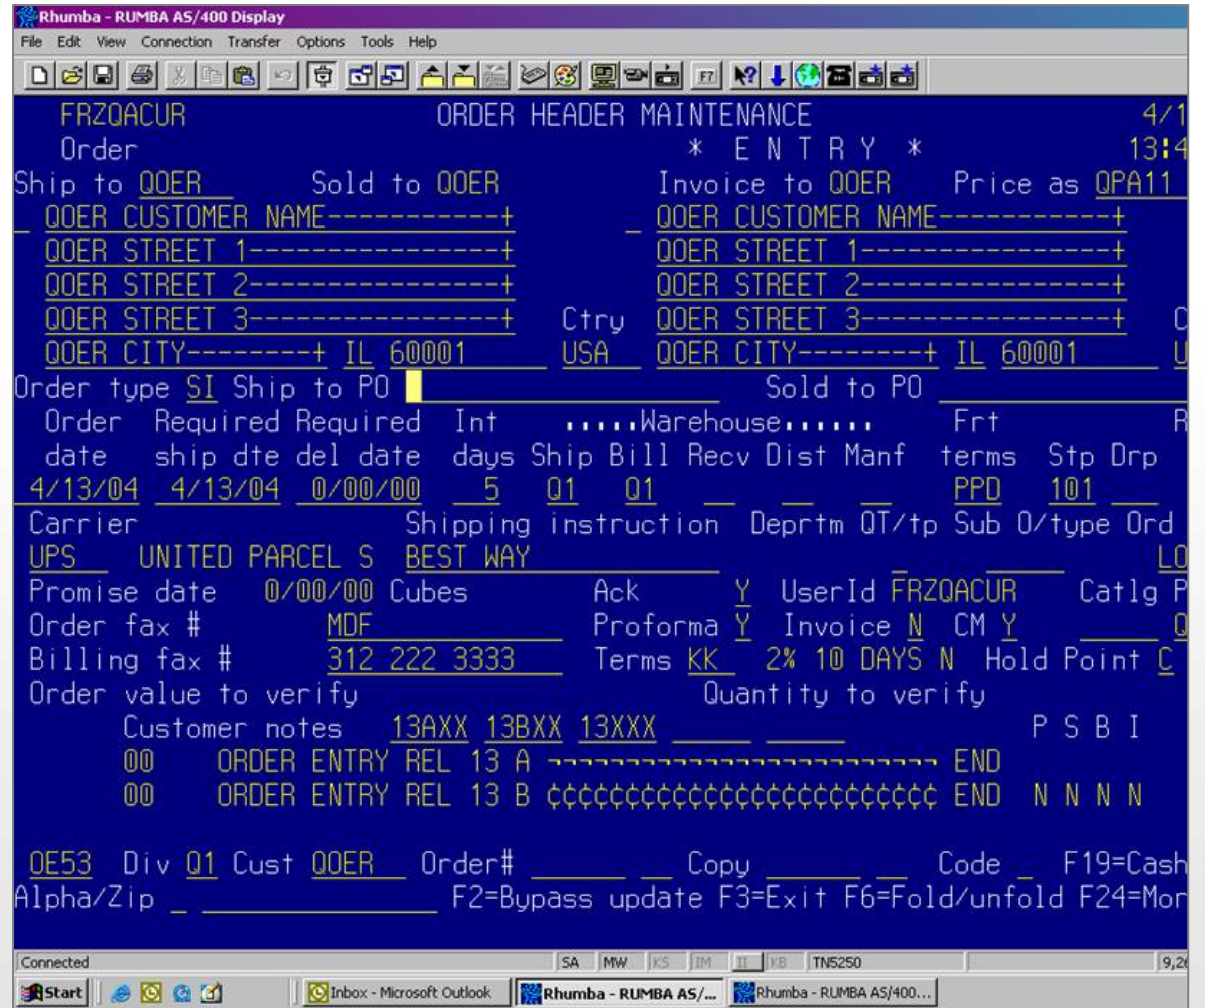 Rhumba - RUMBA AS/400 Display
File Edit View Connection Transfer Options Tools Help
F7
FRZQACUR ORDER HEADER MAINTENANCE 4/1
Order * E N T R Y * 13:4
Ship to QOER Sold to QOER Invoice to QOER Price as QPA11
_ QOER CUSTOMER NAME-----------+ _ QOER CUSTOMER NAME-----------+
QOER STREET 1----------------+ QOER STREET 1----------------+
QOER STREET 2----------------+ QOER STREET 2----------------+
QOER STREET 3----------------+ Ctry QOER STREET 3----------------+ C
QOER CITY--------+ IL 60001 USA QOER CITY--------+ IL 60001 U
Order type SI Ship to PO Sold to PO
Order Required Required Int .....Warehouse...... Frt R
date ship dte del date days Ship Bill Recv Dist Manf terms Stp Drp
4/13/04 4/13/04 0/00/00 5 Q1 Q1 PPD 101
Carrier Shipping instruction Deprtm QT/tp Sub O/type Ord
UPS UNITED PARCEL S BEST WAY LO
Promise date 0/00/00 Cubes Ack Y UserId FRZQACUR Catlg P
Order fax # MDF Proforma Y Invoice N CM Y Q
Billing fax # 312 222 3333 Terms KK 2% 10 DAYS N Hold Point C
Order value to verify Quantity to verify
Customer notes 13AXX 13BXX 13XXX P S B I
00 ORDER ENTRY REL 13 A ¬¬¬¬¬¬¬¬¬¬¬¬¬¬¬¬¬¬¬¬¬¬¬¬¬ END
00 ORDER ENTRY REL 13 B ¢¢¢¢¢¢¢¢¢¢¢¢¢¢¢¢¢¢¢¢¢¢¢¢¢ END N N N N
OE53 Div Q1 Cust QOER Order# Copy Code F19=Cash
Alpha/Zip F2=Bypass update F3=Exit F6=Fold/unfold F24=Mor
Connected SA MW KS IM II KB TN5250 9,26
Start Inbox - Microsoft Outlook Rhumba - RUMBA AS/... Rhumba - RUMBA AS/400...